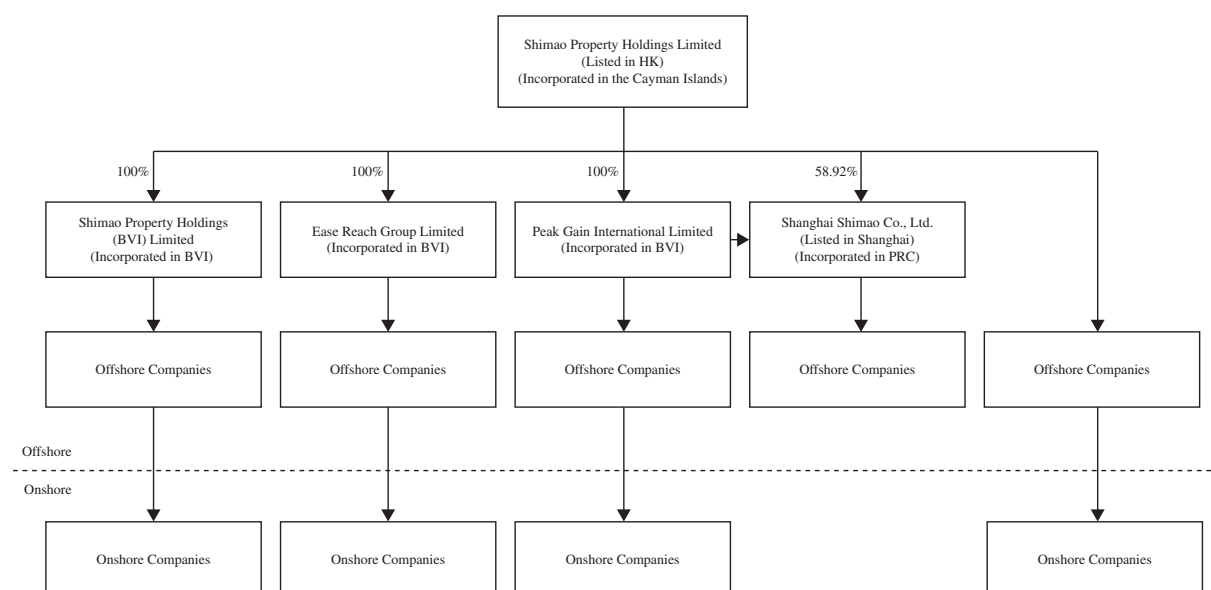 Shimao Property Holdings Limited
(Listed in HK)
(Incorporated in the Cayman Islands)
100%
100%
100%
58.92%
Shimao Property Holdings
(BVI) Limited
(Incorporated in BVI)
Ease Reach Group Limited
(Incorporated in BVI)
Peak Gain International Limited
(Incorporated in BVI)
Shanghai Shimao Co., Ltd.
(Listed in Shanghai)
(Incorporated in PRC)
Offshore Companies
Offshore Companies
Offshore Companies
Offshore Companies
Offshore Companies
Offshore
Onshore
Onshore Companies
Onshore Companies
Onshore Companies
Onshore Companies